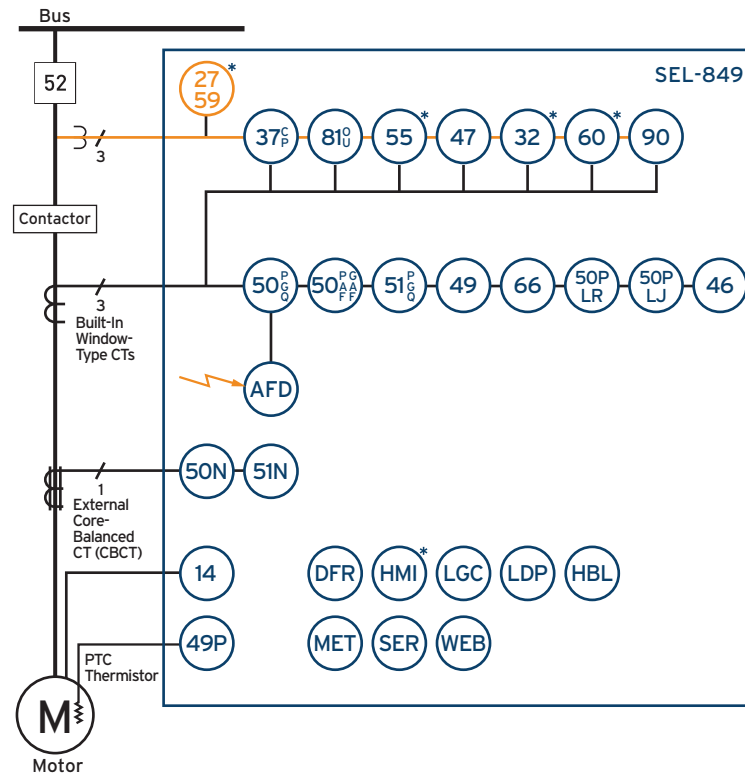 Bus
52
27
59
*
SEL-849
3
37 C P
81 O U
55
*
47
32
*
60
*
90
Contactor
3
Built-In
Window-
Type CTs
50 P G Q
50 P A F G A F
51 P G Q
49
66
50P
LR
50P
LJ
46
AFD
1
External
Core-
Balanced
CT (CBCT)
50N
51N
14
DFR
HMI
*
LGC
LDP
HBL
49P
MET
SER
WEB
PTC
Thermistor
M
Motor